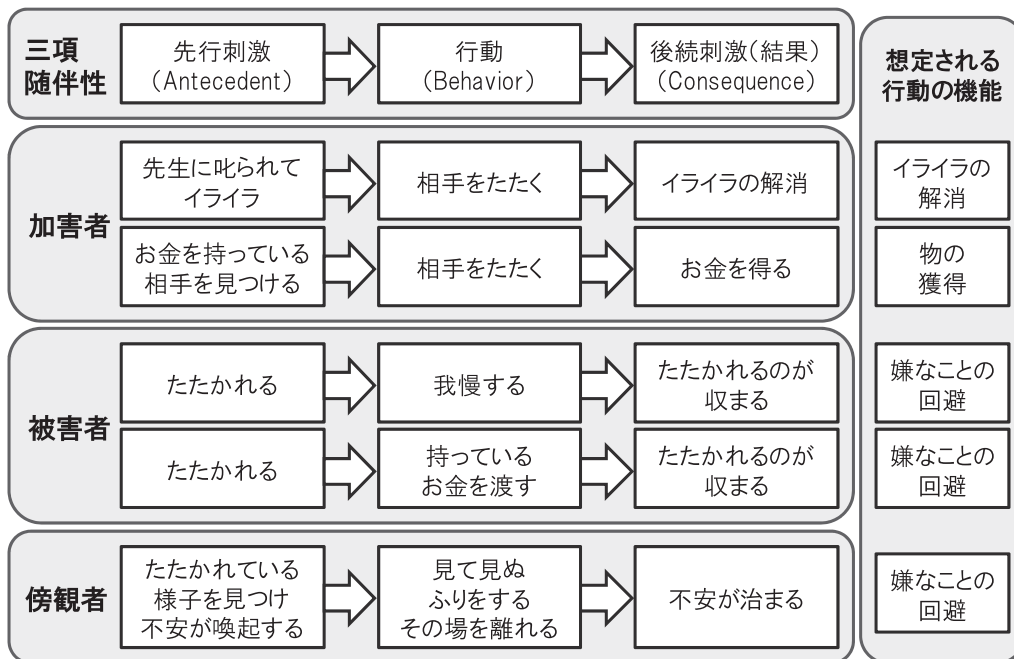 三項
随伴性
先行刺激
(Antecedent)
行動
(Behavior)
後続刺激(結果)
(Consequence)
想定される
行動の機能
加害者
先生に叱られて
イライラ
相手をたたく
イライラの解消
イライラの
解消
お金を持っている
相手を見つける
相手をたたく
お金を得る
物の
獲得
被害者
たたかれる
我慢する
たたかれるのが
収まる
嫌なことの
回避
たたかれる
持っている
お金を渡す
たたかれるのが
収まる
嫌なことの
回避
傍観者
たたかれている
様子を見つけ
不安が喚起する
見て見ぬ
ふりをする
その場を離れる
不安が治まる
嫌なことの
回避